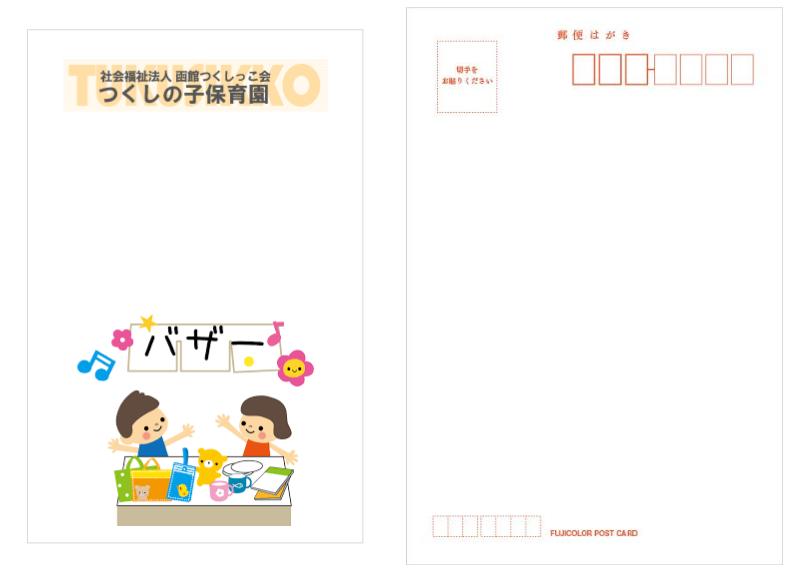 TUKUSIKKO
社会福祉法人 函館つくしっこ会
つくしの子保育園
バザー
郵便はがき
切手を
お貼りください
FUJICOLOR POST CARD